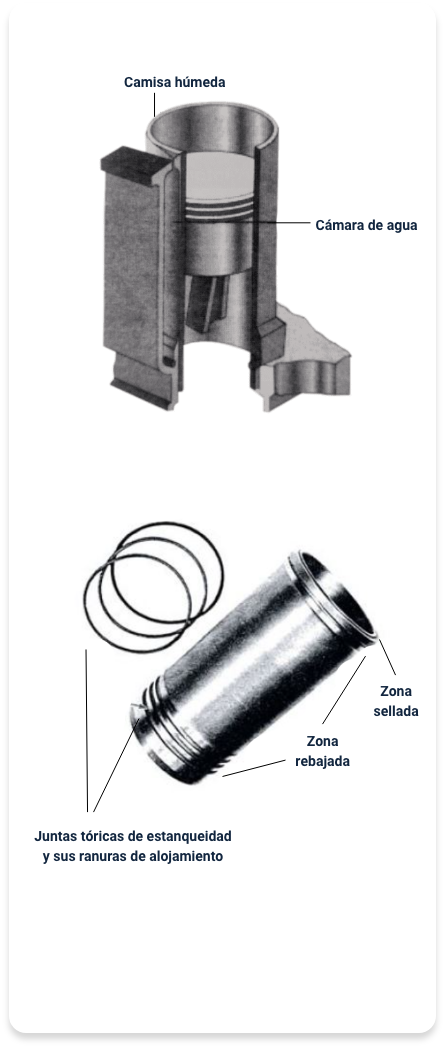 Camisa húmeda
Cámara de agua
Zona
sellada
Zona
rebajada
Juntas tóricas de estanqueidad
y sus ranuras de alojamiento